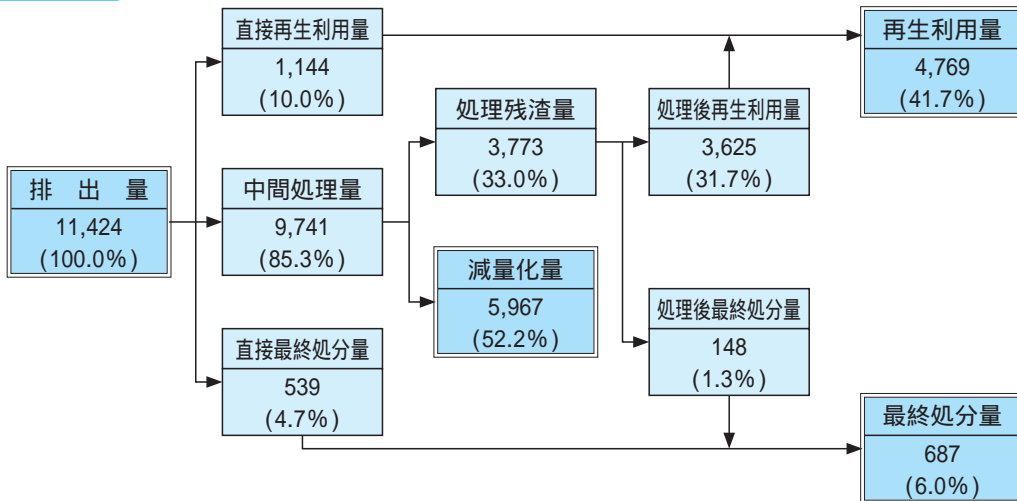 直接再生利用量
1,144
(10.0%)
再生利用量
4,769
(41.7%)
処理残渣量
3,773
(33.0%)
処理後再生利用量
3,625
(31.7%)
排 出 量
11,424
(100.0%)
中間処理量
9,741
(85.3%)
減量化量
5,967
(52.2%)
処理後最終処分量
148
(1.3%)
直接最終処分量
539
(4.7%)
最終処分量
687
(6.0%)